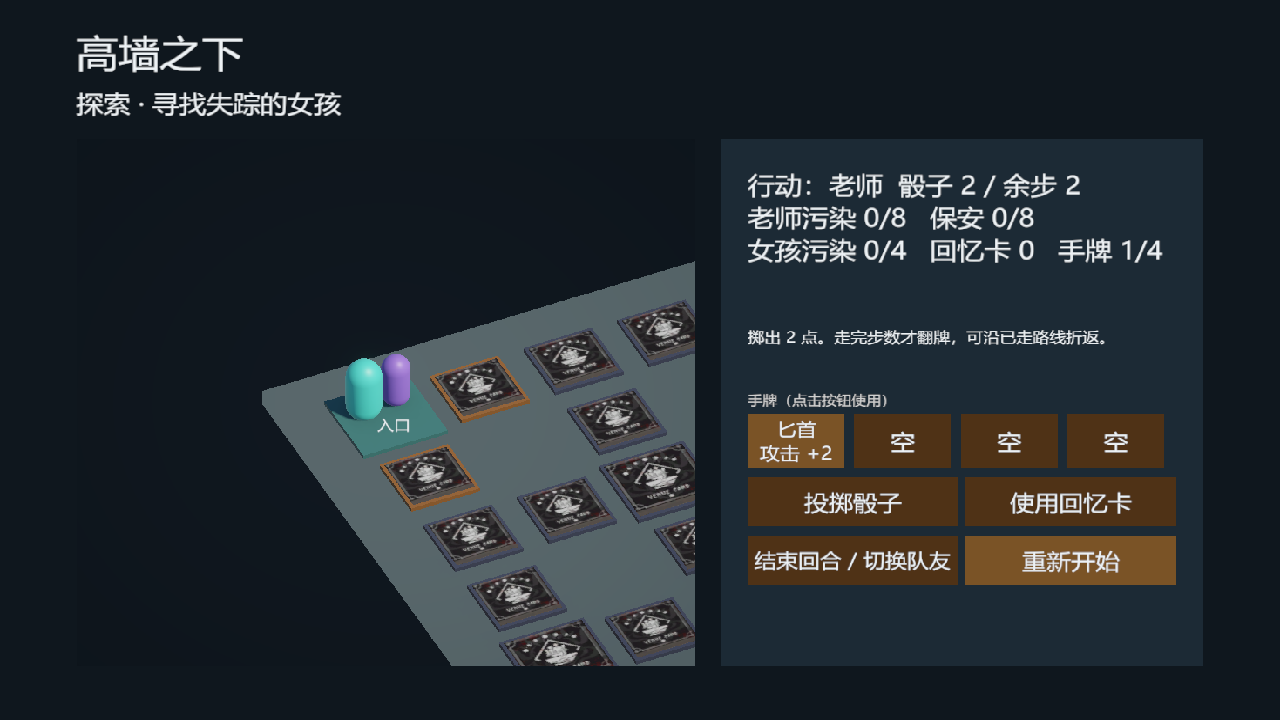 高墙之下
探索 · 寻找失踪的女孩
行动：老师 骰子 2 / 余步 2
老师污染 0/8 保安 0/8
女孩污染 0/4 回忆卡 0 手牌 1/4
掷出 2 点。走完步数才翻牌，可沿已走路线折返。
手牌（点击按钮使用）
匕首
攻击 +2
空
空
空
投掷骰子
使用回忆卡
结束回合 / 切换队友
重新开始
入口